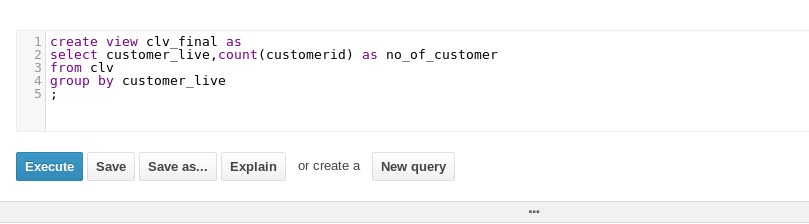 1 create view clv_final as
2 select customer_live,count(customerid) as no_of_customer
3 from clv
4 group by customer_live
5 ;
Execute Save Save as... Explain or create a New query